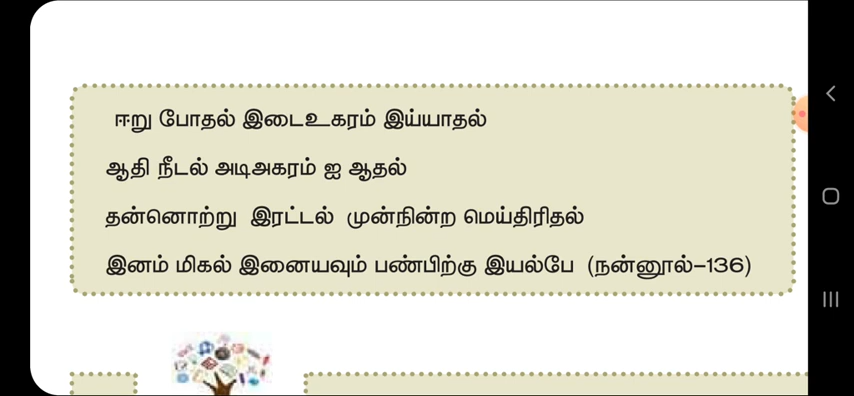 ஈறு போதல் இடைஉகரம் இய்யாதல்
ஆதி நீடல் அடிஅகரம் ஐ ஆதல்
தன்னொற்று இரட்டல் முன்நின்ற மெய்திரிதல்
இனம் மிகல் இனையவும் பண்பிற்கு இயல்பே (நன்னூல்-136)